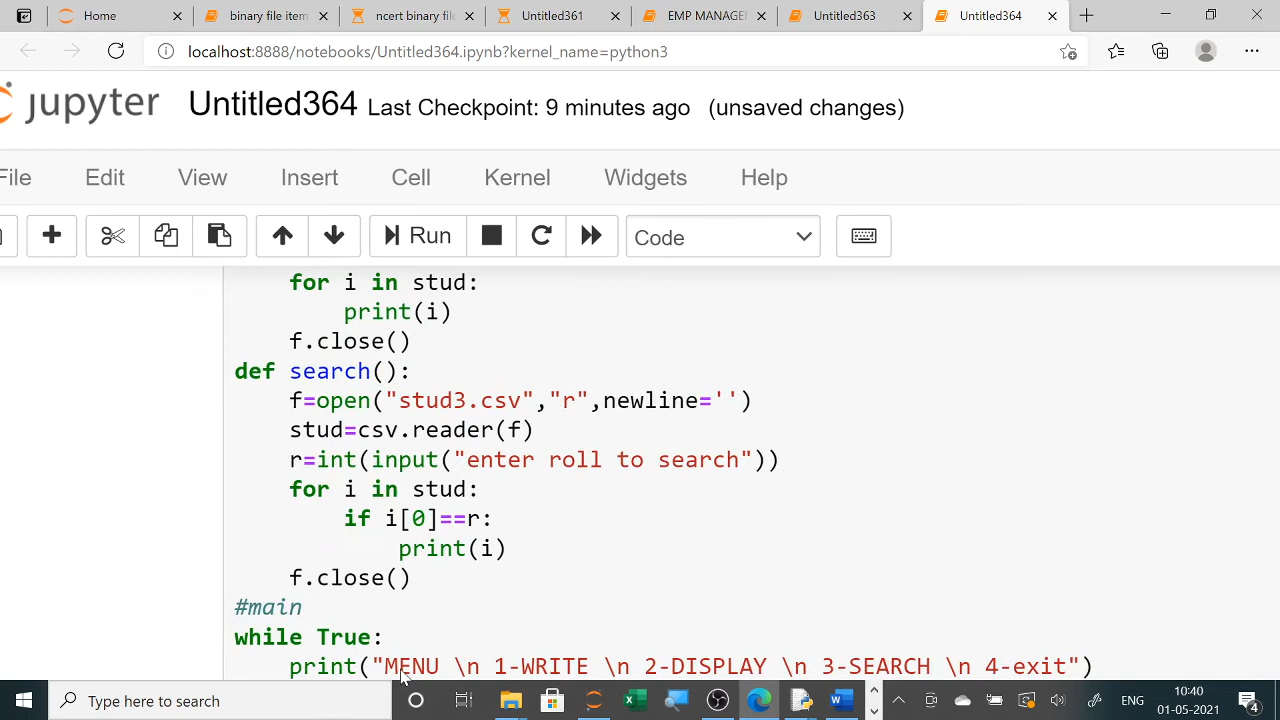 Home
binary file item
ncert binary file
Untitled361
EMP MANAGEM
Untitled363
Untitled364
localhost:8888/notebooks/Untitled364.ipynb?kernel_name=python3
jupyter Untitled364 Last Checkpoint: 9 minutes ago (unsaved changes)
File Edit View Insert Cell Kernel Widgets Help
Run Code
for i in stud:
print(i)
f.close()
def search():
f=open("stud3.csv","r",newline='')
stud=csv.reader(f)
r=int(input("enter roll to search"))
for i in stud:
if i[0]==r:
print(i)
f.close()
#main
while True:
print("MENU \n 1-WRITE \n 2-DISPLAY \n 3-SEARCH \n 4-exit")
Type here to search
ENG
10:40
01-05-2021
4